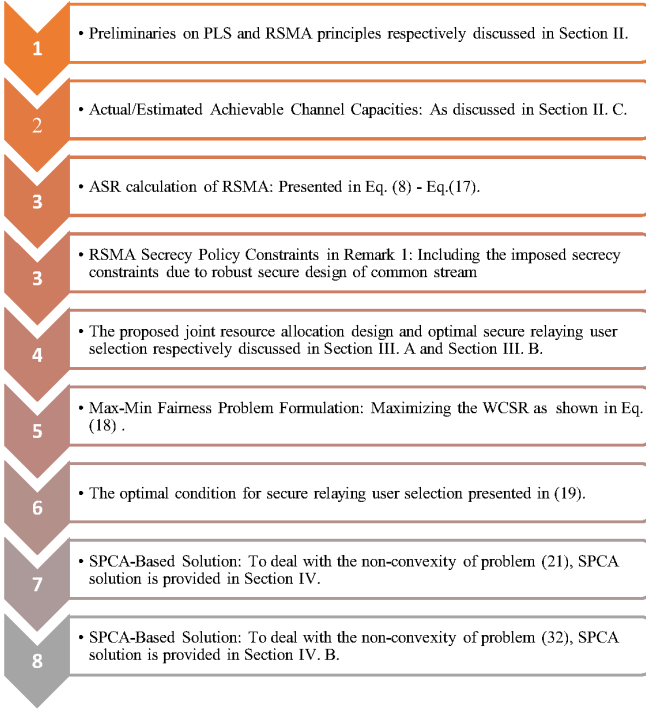 1
• Preliminaries on PLS and RSMA principles respectively discussed in Section II.
2
• Actual/Estimated Achievable Channel Capacities: As discussed in Section II. C.
3
• ASR calculation of RSMA: Presented in Eq. (8) - Eq.(17).
3
• RSMA Secrecy Policy Constraints in Remark 1: Including the imposed secrecy
constraints due to robust secure design of common stream
4
• The proposed joint resource allocation design and optimal secure relaying user
selection respectively discussed in Section III. A and Section III. B.
5
• Max-Min Fairness Problem Formulation: Maximizing the WCSR as shown in Eq.
(18) .
6
• The optimal condition for secure relaying user selection presented in (19).
7
• SPCA-Based Solution: To deal with the non-convexity of problem (21), SPCA
solution is provided in Section IV.
8
• SPCA-Based Solution: To deal with the non-convexity of problem (32), SPCA
solution is provided in Section IV. B.